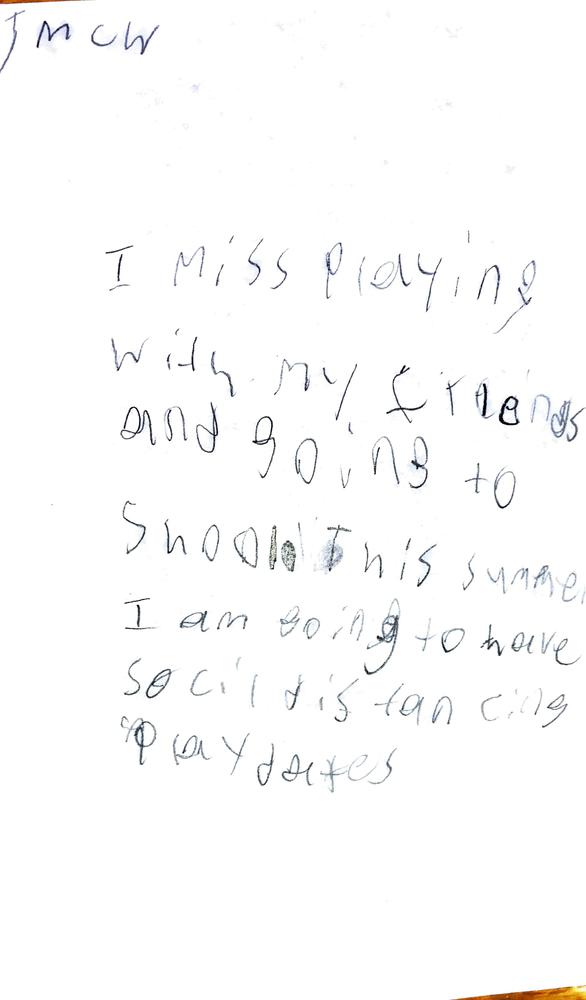 JMCW
I miss playing
with my friends
and going to
Shool This summer
I am going to have
socil distancing
playdates